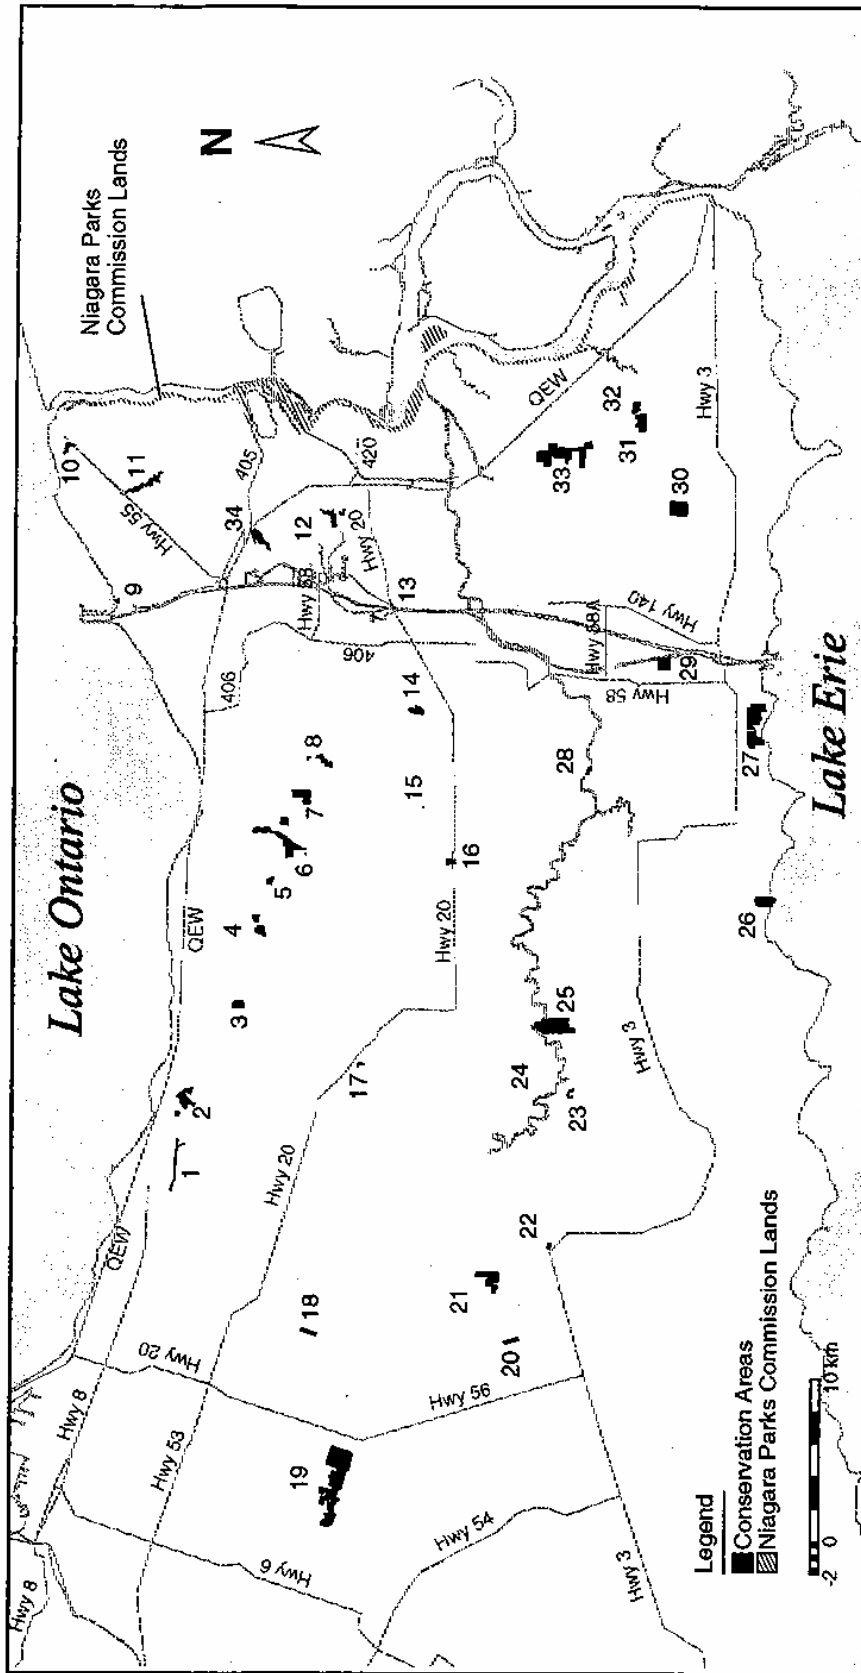 Lake Ontario
Lake Erie
N
Niagara Parks
Commission Lands
Hwy 8
Hwy 8
QEW
QEW
QEW
Hwy 53
Hwy 6
Hwy 20
Hwy 20
Hwy 20
Hwy 20
Hwy 56
Hwy 54
Hwy 3
Hwy 3
Hwy 3
406
406
Hwy 55
405
420
Hwy 58
Hwy 58A
Hwy 140
Hwy 58
1
2
3
4
5
6
7
8
9
10
11
12
13
14
15
16
17
18
19
20
21
22
23
24
25
26
27
28
29
30
31
32
33
34
Legend
Conservation Areas
Niagara Parks Commission Lands
-2 0 10 km